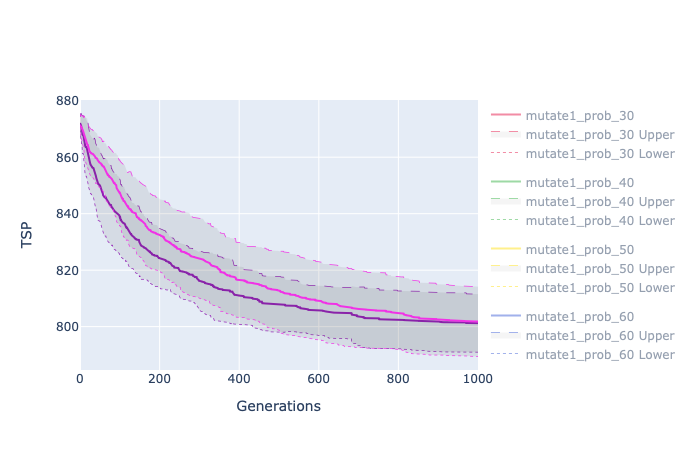 880
860
840
820
800
TSP
0
200
400
600
800
1000
Generations
mutate1_prob_30
mutate1_prob_30 Upper
mutate1_prob_30 Lower
mutate1_prob_40
mutate1_prob_40 Upper
mutate1_prob_40 Lower
mutate1_prob_50
mutate1_prob_50 Upper
mutate1_prob_50 Lower
mutate1_prob_60
mutate1_prob_60 Upper
mutate1_prob_60 Lower